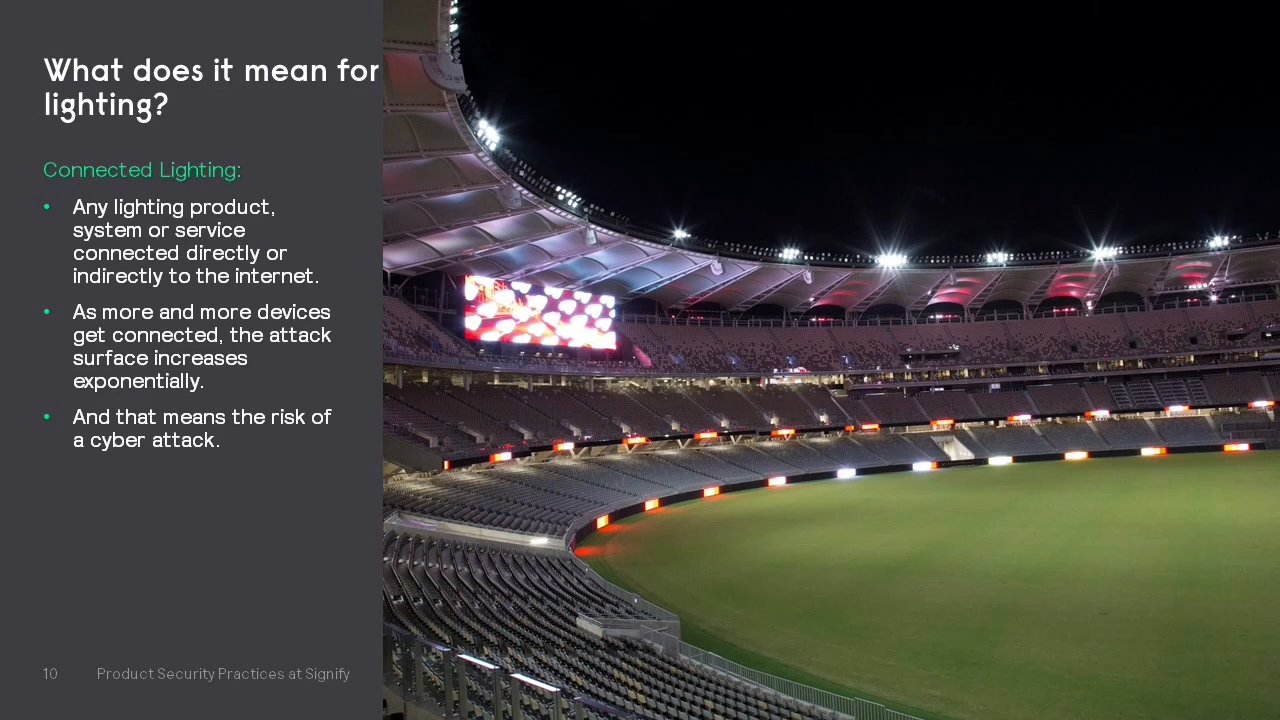 What does it mean for
lighting?
Connected Lighting:
• Any lighting product,
system or service
connected directly or
indirectly to the internet.
• As more and more devices
get connected, the attack
surface increases
exponentially.
• And that means the risk of
a cyber attack.
10 Product Security Practices at Signify